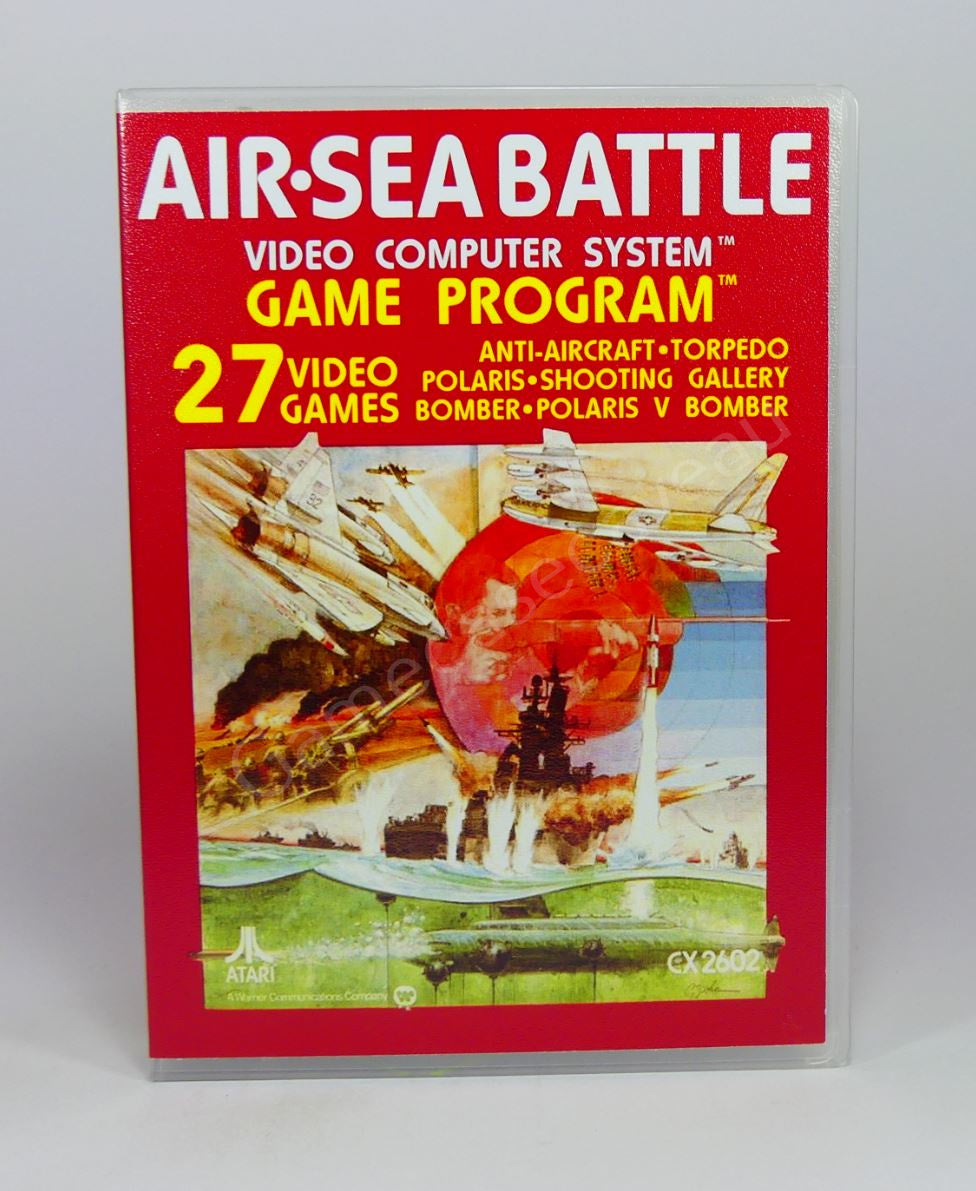 AIR•SEA BATTLE
VIDEO COMPUTER SYSTEM™
GAME PROGRAM™
27 VIDEO GAMES
ANTI-AIRCRAFT•TORPEDO
POLARIS•SHOOTING GALLERY
BOMBER•POLARIS V BOMBER
ATARI
A Warner Communications Company
CX2602